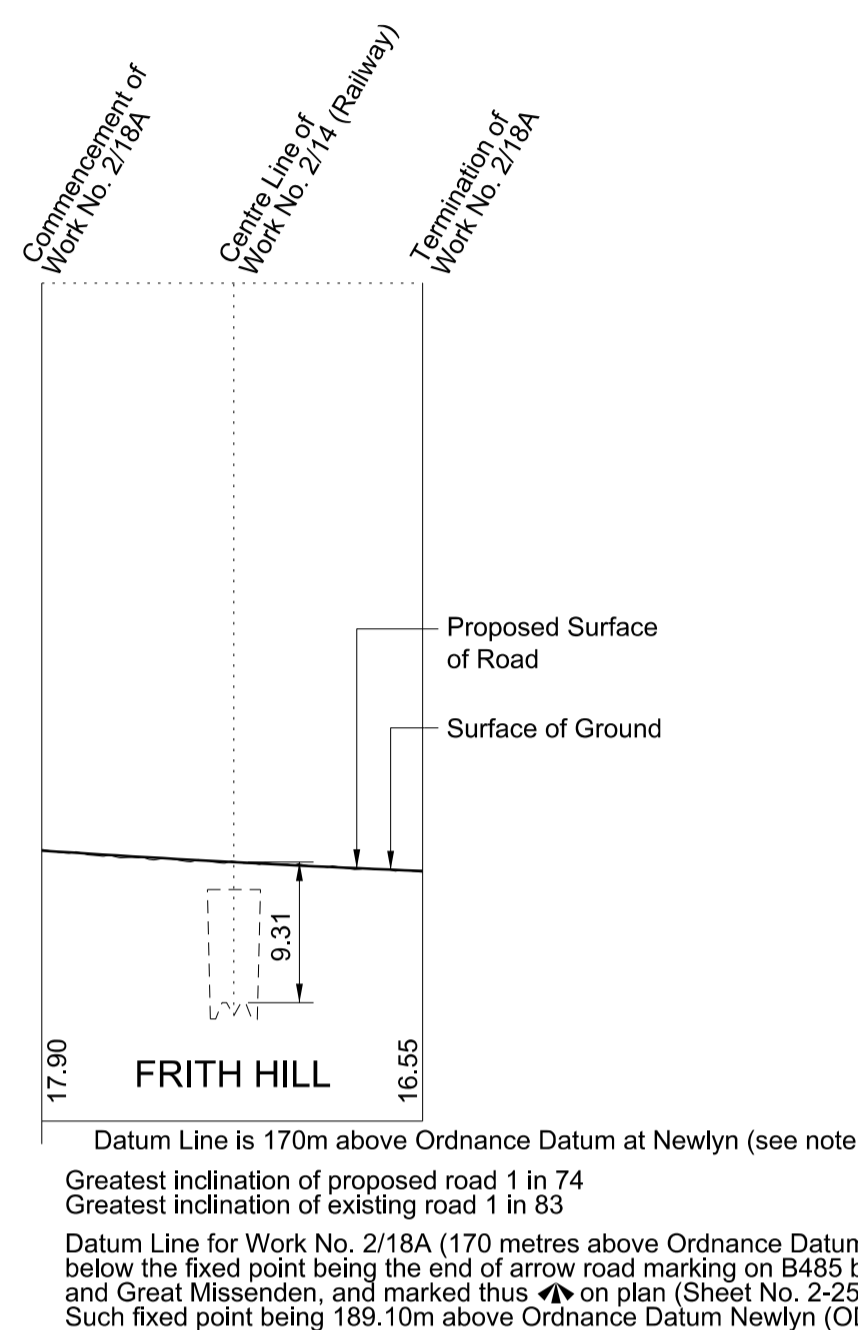 Commencement of
Work No. 2/18A
Centre Line of
Work No. 2/14 (Railway)
Termination of
Work No. 2/18A
Proposed Surface
of Road
Surface of Ground
9.31
17.90
FRITH HILL
16.55
Datum Line is 170m above Ordnance Datum at Newlyn (see note
Greatest inclination of proposed road 1 in 74
Greatest inclination of existing road 1 in 83
Datum Line for Work No. 2/18A (170 metres above Ordnance Datum
below the fixed point being the end of arrow road marking on B485
and Great Missenden, and marked thus on plan (Sheet No. 2-25
Such fixed point being 189.10m above Ordnance Datum Newlyn